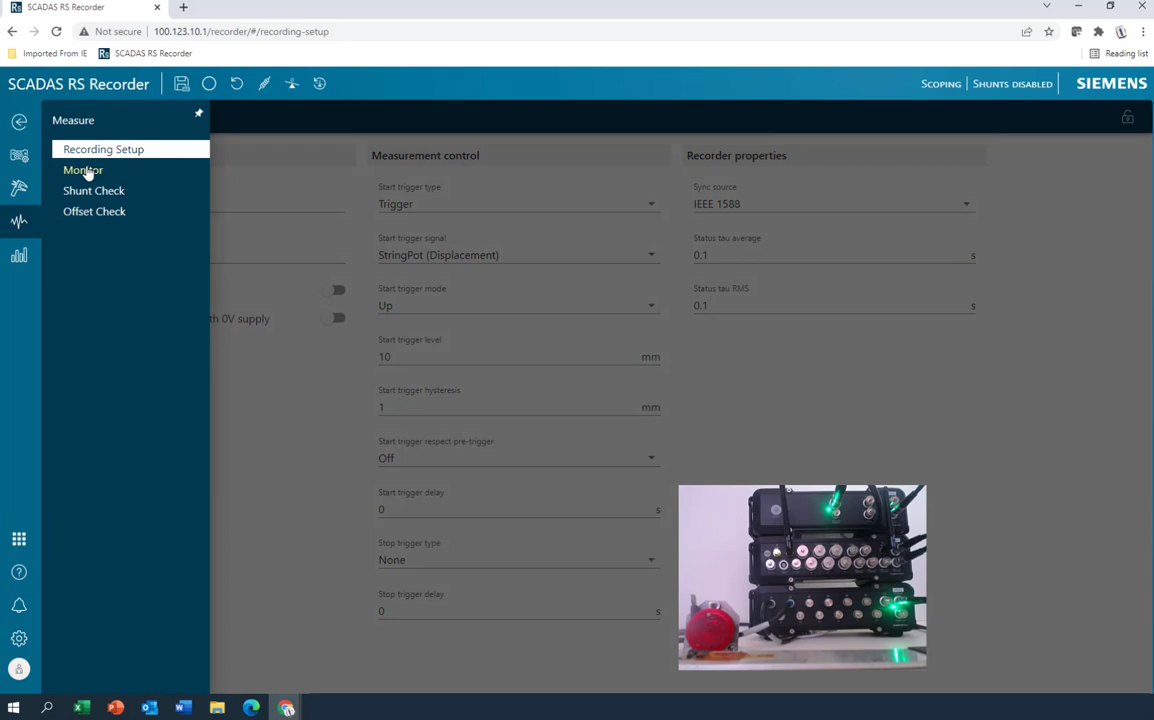 SCADAS RS Recorder
Not secure 100.123.10.1/recorder/#/recording-setup
Imported From IE SCADAS RS Recorder Reading list
SCADAS RS Recorder SCOPING SHUNTS DISABLED SIEMENS
Measure
Recording Setup
Monitor
Shunt Check
Offset Check
th 0V supply
Measurement control
Start trigger type
Trigger
Start trigger signal
StringPot (Displacement)
Start trigger mode
Up
Start trigger level
10 mm
Start trigger hysteresis
1 mm
Start trigger respect pre-trigger
Off
Start trigger delay
0 s
Stop trigger type
None
Stop trigger delay
0 s
Recorder properties
Sync source
IEEE 1588
Status tau average
0.1 s
Status tau RMS
0.1 s